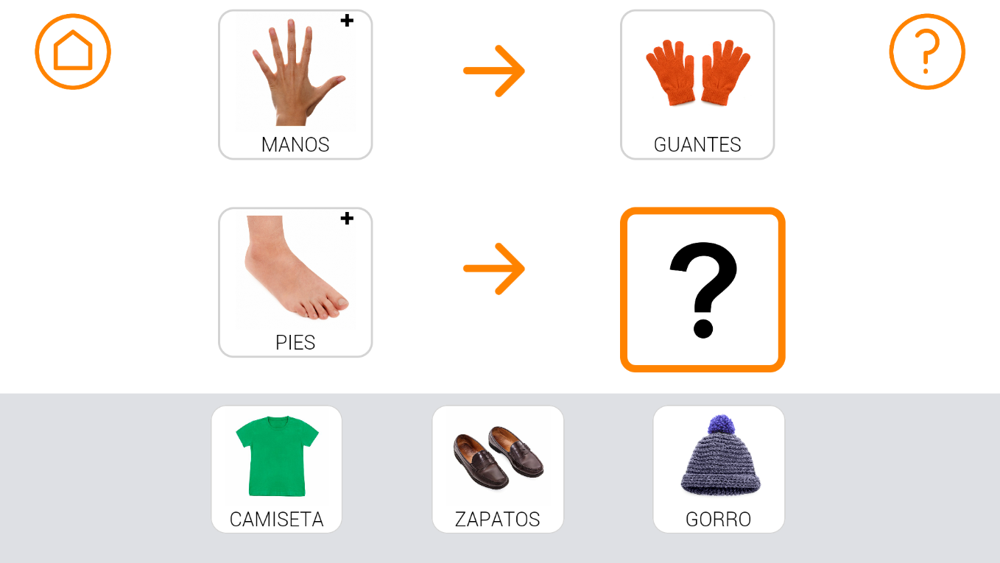 MANOS
GUANTES
PIES
?
CAMISETA
ZAPATOS
GORRO